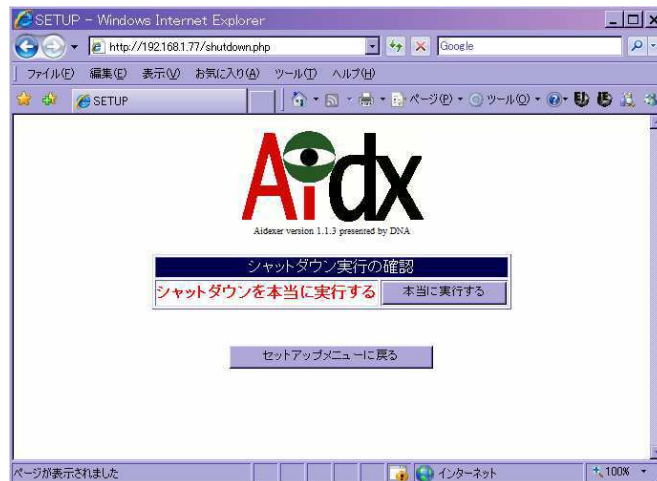 SETUP - Windows Internet Explorer
http://192.168.1.77/shutdown.php
Google
ファイル(F) 編集(E) 表示(V) お気に入り(A) ツール(T) ヘルプ(H)
SETUP
ページ(P) ツール(O)
Aidx
Aidexer version 1.1.3 presented by DNA
シャットダウン実行の確認
シャットダウンを本当に実行する 本当に実行する
セットアップメニューに戻る
ページが表示されました インターネット 100%